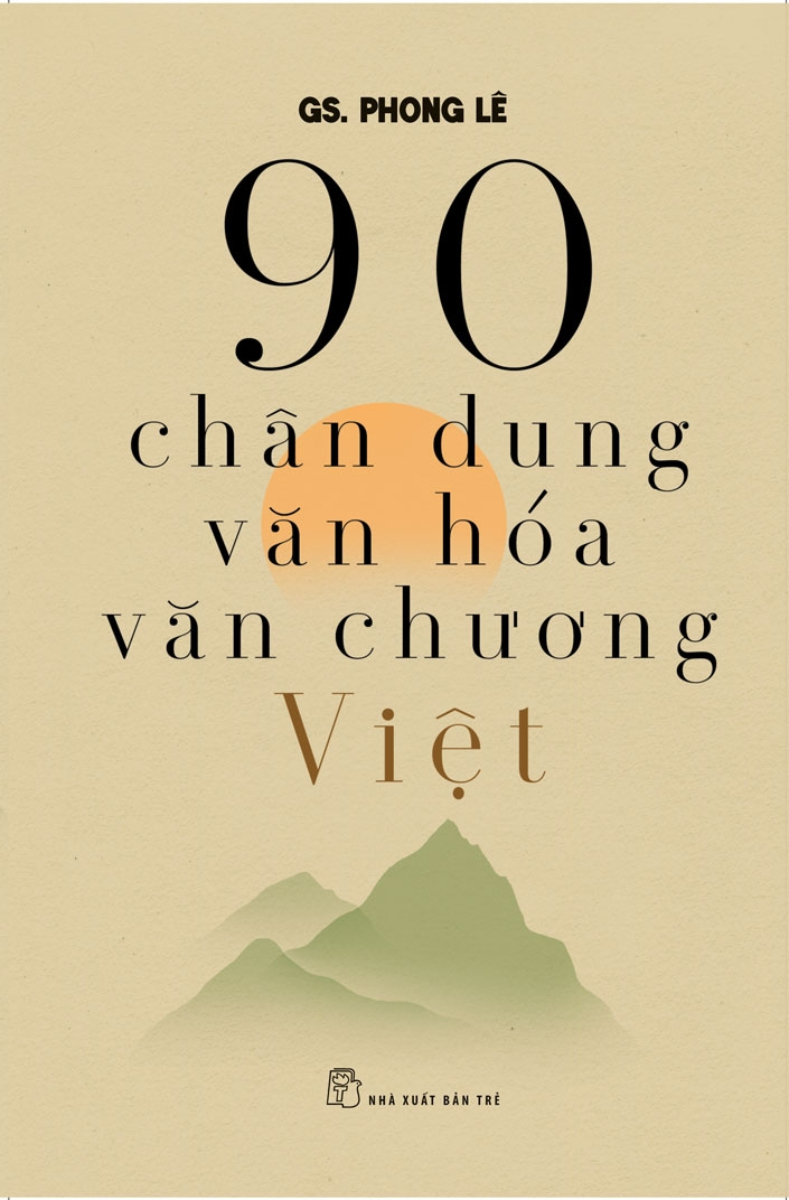 GS. PHONG LÊ
90
chân dung
văn hóa
văn chương
Việt
NHÀ XUẤT BẢN TRẺ